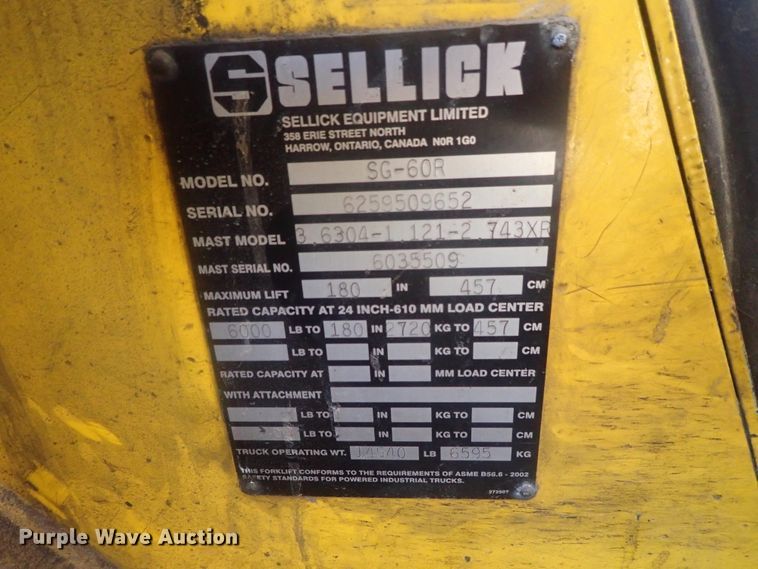 S SELLICK
SELLICK EQUIPMENT LIMITED
358 ERIE STREET NORTH
HARROW, ONTARIO, CANADA N0R 1G0
MODEL NO. SG-60R
SERIAL NO. 6259509652
MAST MODEL 3.6304-1.121-2.743XR
MAST SERIAL NO. 6035509
MAXIMUM LIFT 180 IN 457 CM
RATED CAPACITY AT 24 INCH-610 MM LOAD CENTER
6000 LB TO 180 IN 2720 KG TO 457 CM
LB TO IN KG TO CM
RATED CAPACITY AT IN MM LOAD CENTER
WITH ATTACHMENT
LB TO IN KG TO CM
LB TO IN KG TO CM
TRUCK OPERATING WT. 14540 LB 6595 KG
THIS FORKLIFT CONFORMS TO THE REQUIREMENTS OF ASME B56.6 - 2002
SAFETY STANDARDS FOR POWERED INDUSTRIAL TRUCKS.
Purple Wave Auction